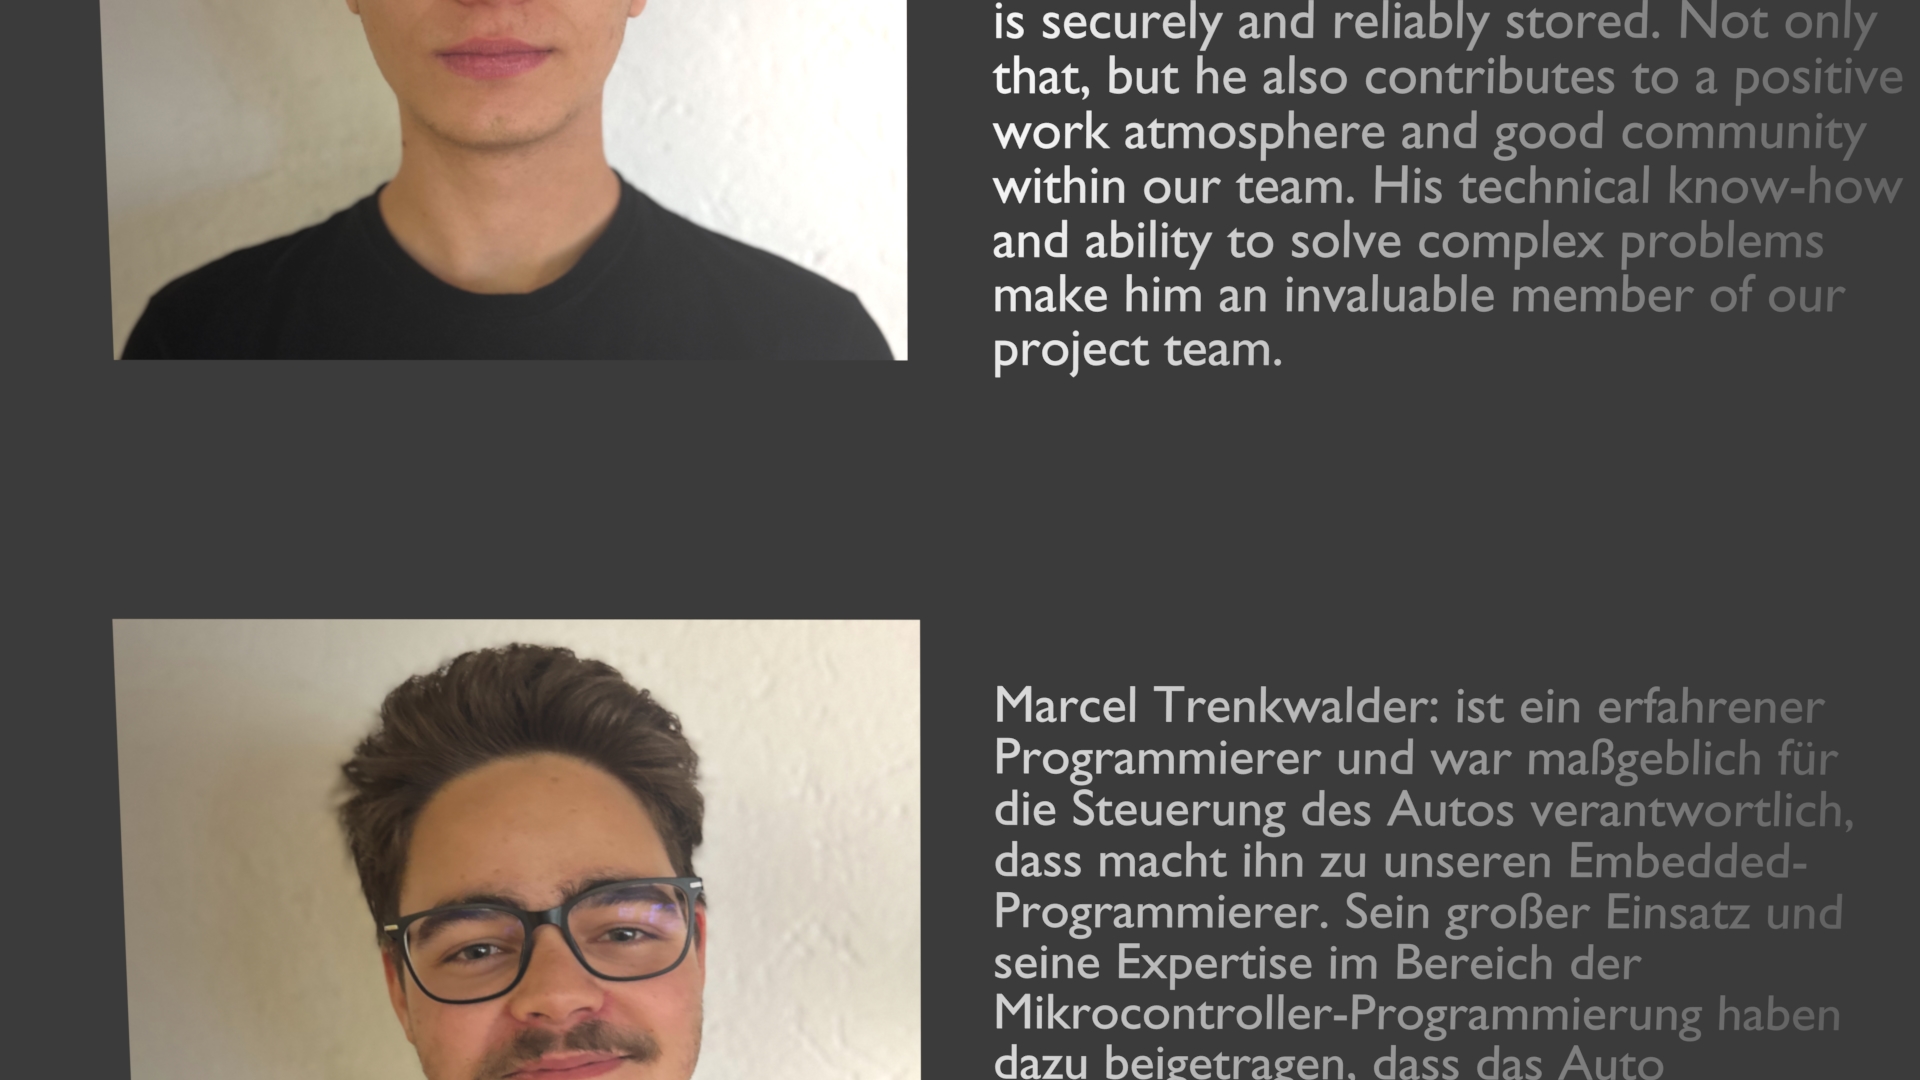 is securely and reliably stored. Not only
that, but he also contributes to a positive
work atmosphere and good community
within our team. His technical know-how
and ability to solve complex problems
make him an invaluable member of our
project team.
Marcel Trenkwalder: ist ein erfahrener
Programmierer und war maßgeblich für
die Steuerung des Autos verantwortlich,
dass macht ihn zu unseren Embedded-
Programmierer. Sein großer Einsatz und
seine Expertise im Bereich der
Mikrocontroller-Programmierung haben
dazu beigetragen, dass das Auto